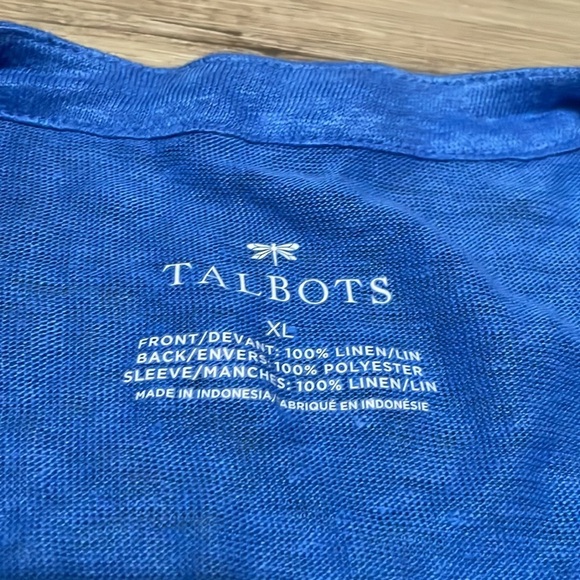 TALBOTS
XL
FRONT/DEVANT: 100% LINEN/LIN
BACK/ENVERS: 100% POLYESTER
SLEEVE/MANCHES: 100% LINEN/LIN
MADE IN INDONESIA/FABRIQUÉ EN INDONÉSIE